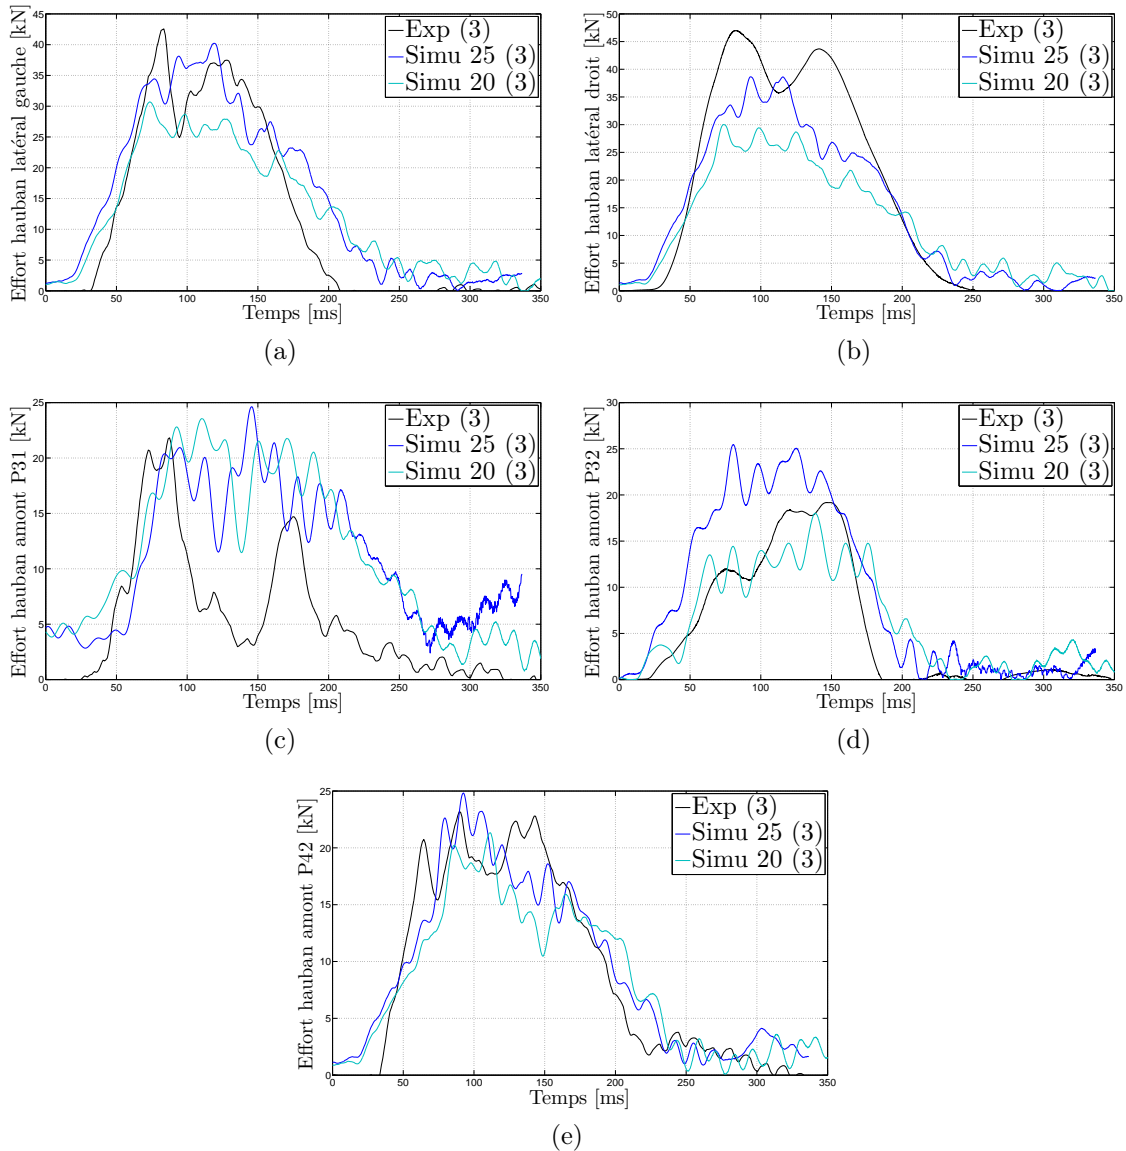 Effort hauban latéral gauche [kN]
45
40
35
30
25
20
15
10
5
0
0 50 100 150 200 250 300 350
Temps [ms]
Exp (3)
Simu 25 (3)
Simu 20 (3)
(a)
Effort hauban latéral droit [kN]
50
45
40
35
30
25
20
15
10
5
0
0 50 100 150 200 250 300 350
Temps [ms]
Exp (3)
Simu 25 (3)
Simu 20 (3)
(b)
Effort hauban amont P31 [kN]
25
20
15
10
5
0
0 50 100 150 200 250 300 350
Temps [ms]
Exp (3)
Simu 25 (3)
Simu 20 (3)
(c)
Effort hauban amont P32 [kN]
30
25
20
15
10
5
0
0 50 100 150 200 250 300 350
Temps [ms]
Exp (3)
Simu 25 (3)
Simu 20 (3)
(d)
Effort hauban amont P42 [kN]
25
20
15
10
5
0
0 50 100 150 200 250 300 350
Temps [ms]
Exp (3)
Simu 25 (3)
Simu 20 (3)
(e)